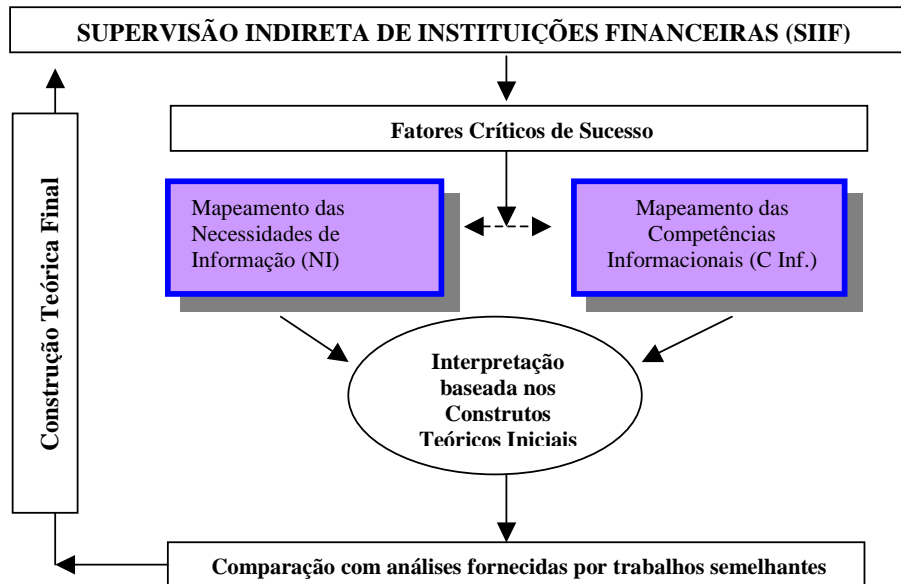 SUPERVISÃO INDIRETA DE INSTITUIÇÕES FINANCEIRAS (SIIF)
Fatores Críticos de Sucesso
Mapeamento das
Necessidades de
Informação (NI)
Mapeamento das
Competências
Informacionais (C Inf.)
Interpretação
baseada nos
Construtos
Teóricos Iniciais
Construção Teórica Final
Comparação com análises fornecidas por trabalhos semelhantes